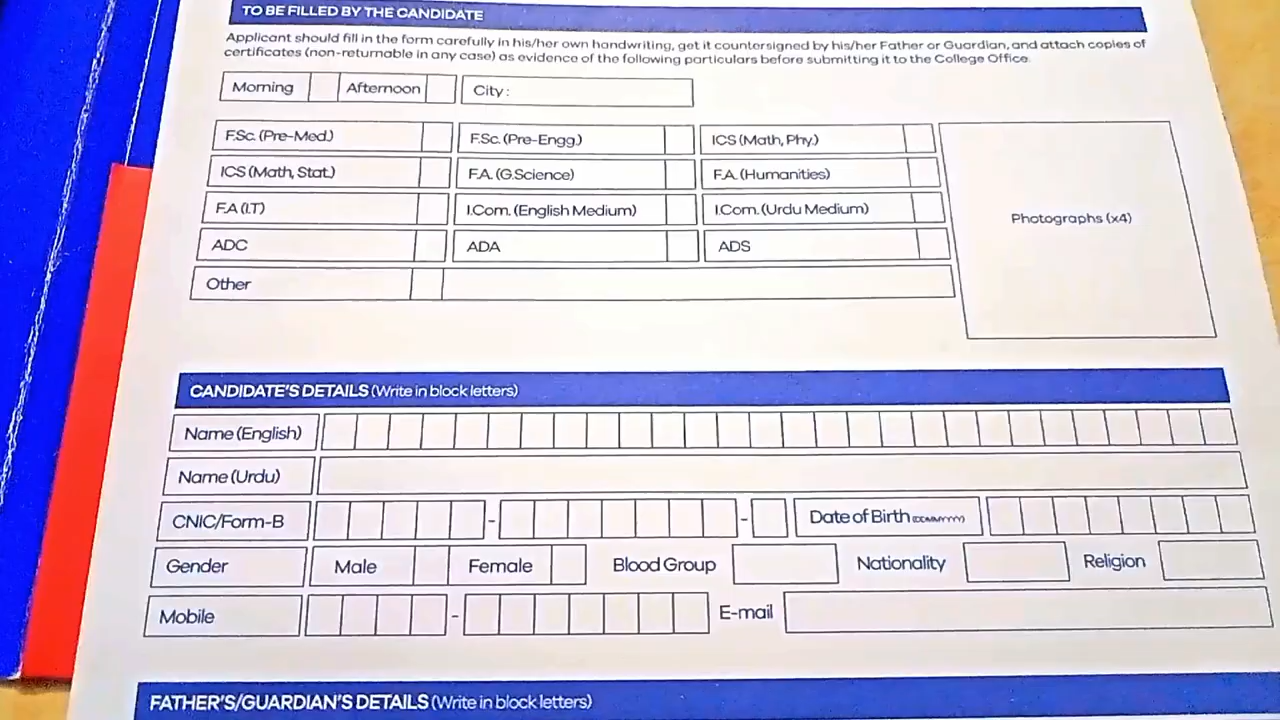 TO BE FILLED BY THE CANDIDATE
Applicant should fill in the form carefully in his/her own handwriting, get it countersigned by his/her Father or Guardian, and attach copies of
certificates (non-returnable in any case) as evidence of the following particulars before submitting it to the College Office.
Morning Afternoon City:
F.Sc. (Pre-Med.) F.Sc. (Pre-Engg.) ICS (Math, Phy.)
ICS (Math, Stat.) F.A. (G.Science) F.A. (Humanities)
F.A (I.T) I.Com. (English Medium) I.Com. (Urdu Medium)
Photographs (x4)
ADC ADA ADS
Other
CANDIDATE'S DETAILS (Write in block letters)
Name (English)
Name (Urdu)
CNIC/Form-B - - Date of Birth (DDMMYYYY)
Gender Male Female Blood Group Nationality Religion
Mobile - E-mail
FATHER'S/GUARDIAN'S DETAILS (Write in block letters)